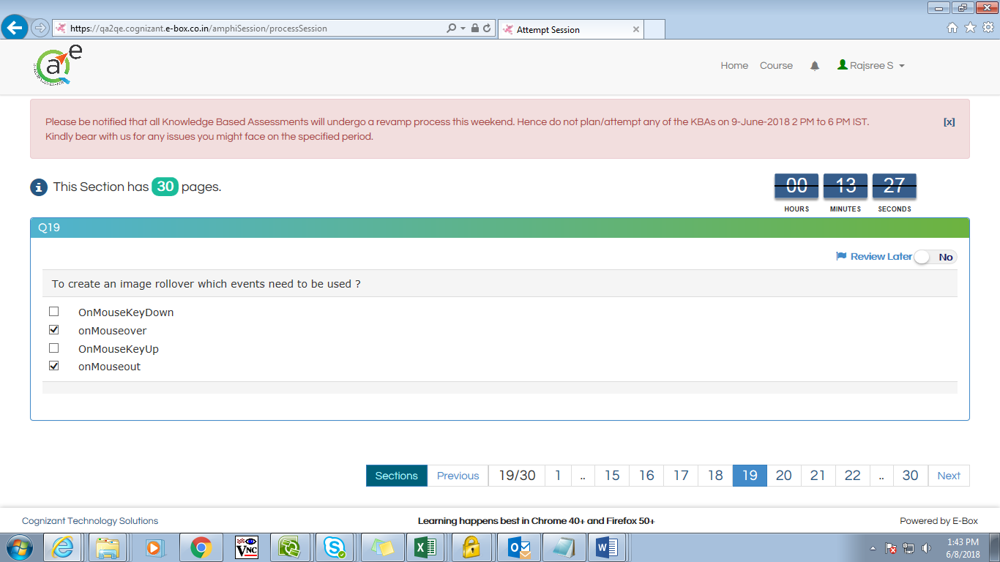 https://qa2qe.cognizant.e-box.co.in/amphiSession/processSession
Attempt Session
a e
Home Course Rajsree S
Please be notified that all Knowledge Based Assessments will undergo a revamp process this weekend. Hence do not plan/attempt any of the KBAs on 9-June-2018 2 PM to 6 PM IST. [x]
Kindly bear with us for any issues you might face on the specified period.
This Section has 30 pages.
00 13 27
HOURS MINUTES SECONDS
Q19
Review Later No
To create an image rollover which events need to be used ?
OnMouseKeyDown
onMouseover
OnMouseKeyUp
onMouseout
Sections Previous 19/30 1 .. 15 16 17 18 19 20 21 22 .. 30 Next
Cognizant Technology Solutions Learning happens best in Chrome 40+ and Firefox 50+ Powered by E-Box
VNC
1:43 PM
6/8/2018